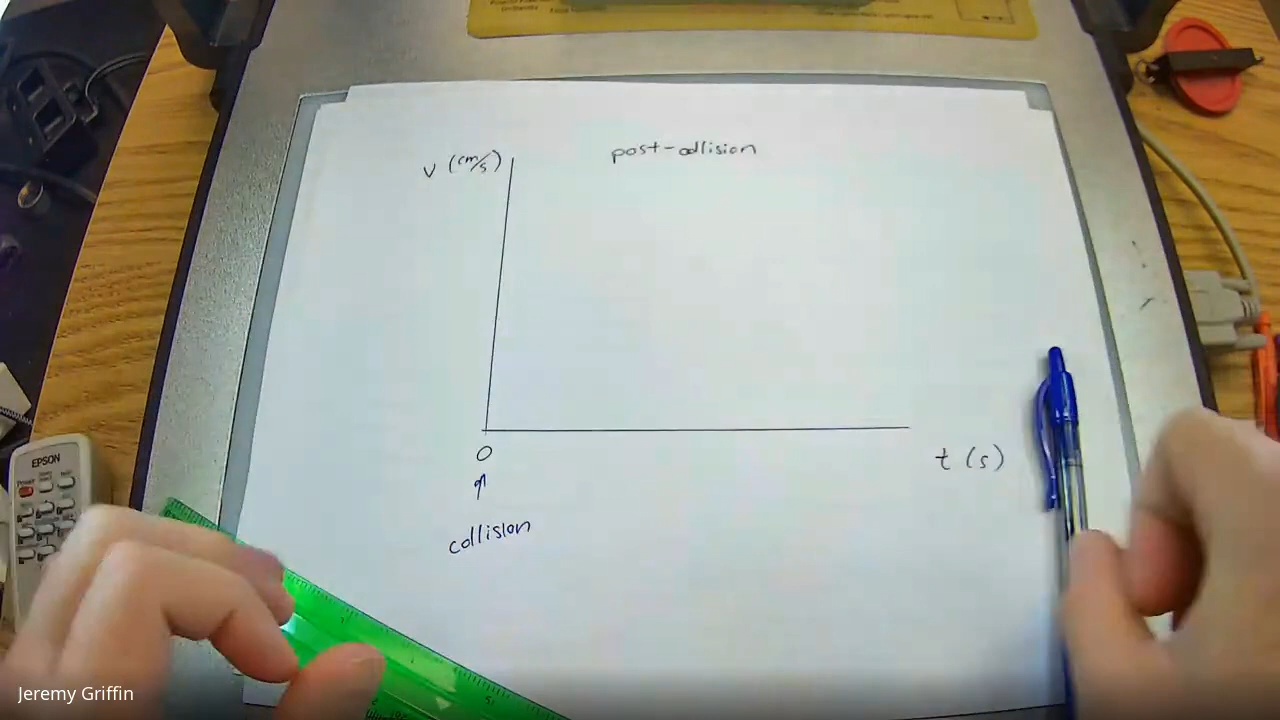 post-collision
v (cm/s)
0
t (s)
collision
EPSON
Jeremy Griffin